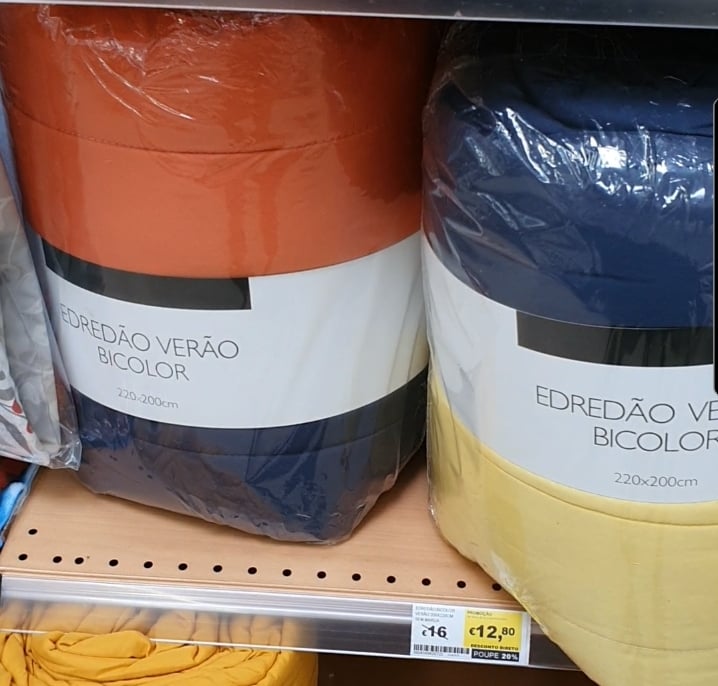 EDREDÃO VERÃO
BICOLOR
220x200cm
EDREDÃO VE
BICOLOR
220x200cm
€16
PROMOÇÃO
€12,80
DESCONTO DIRETO
POUPE 20%